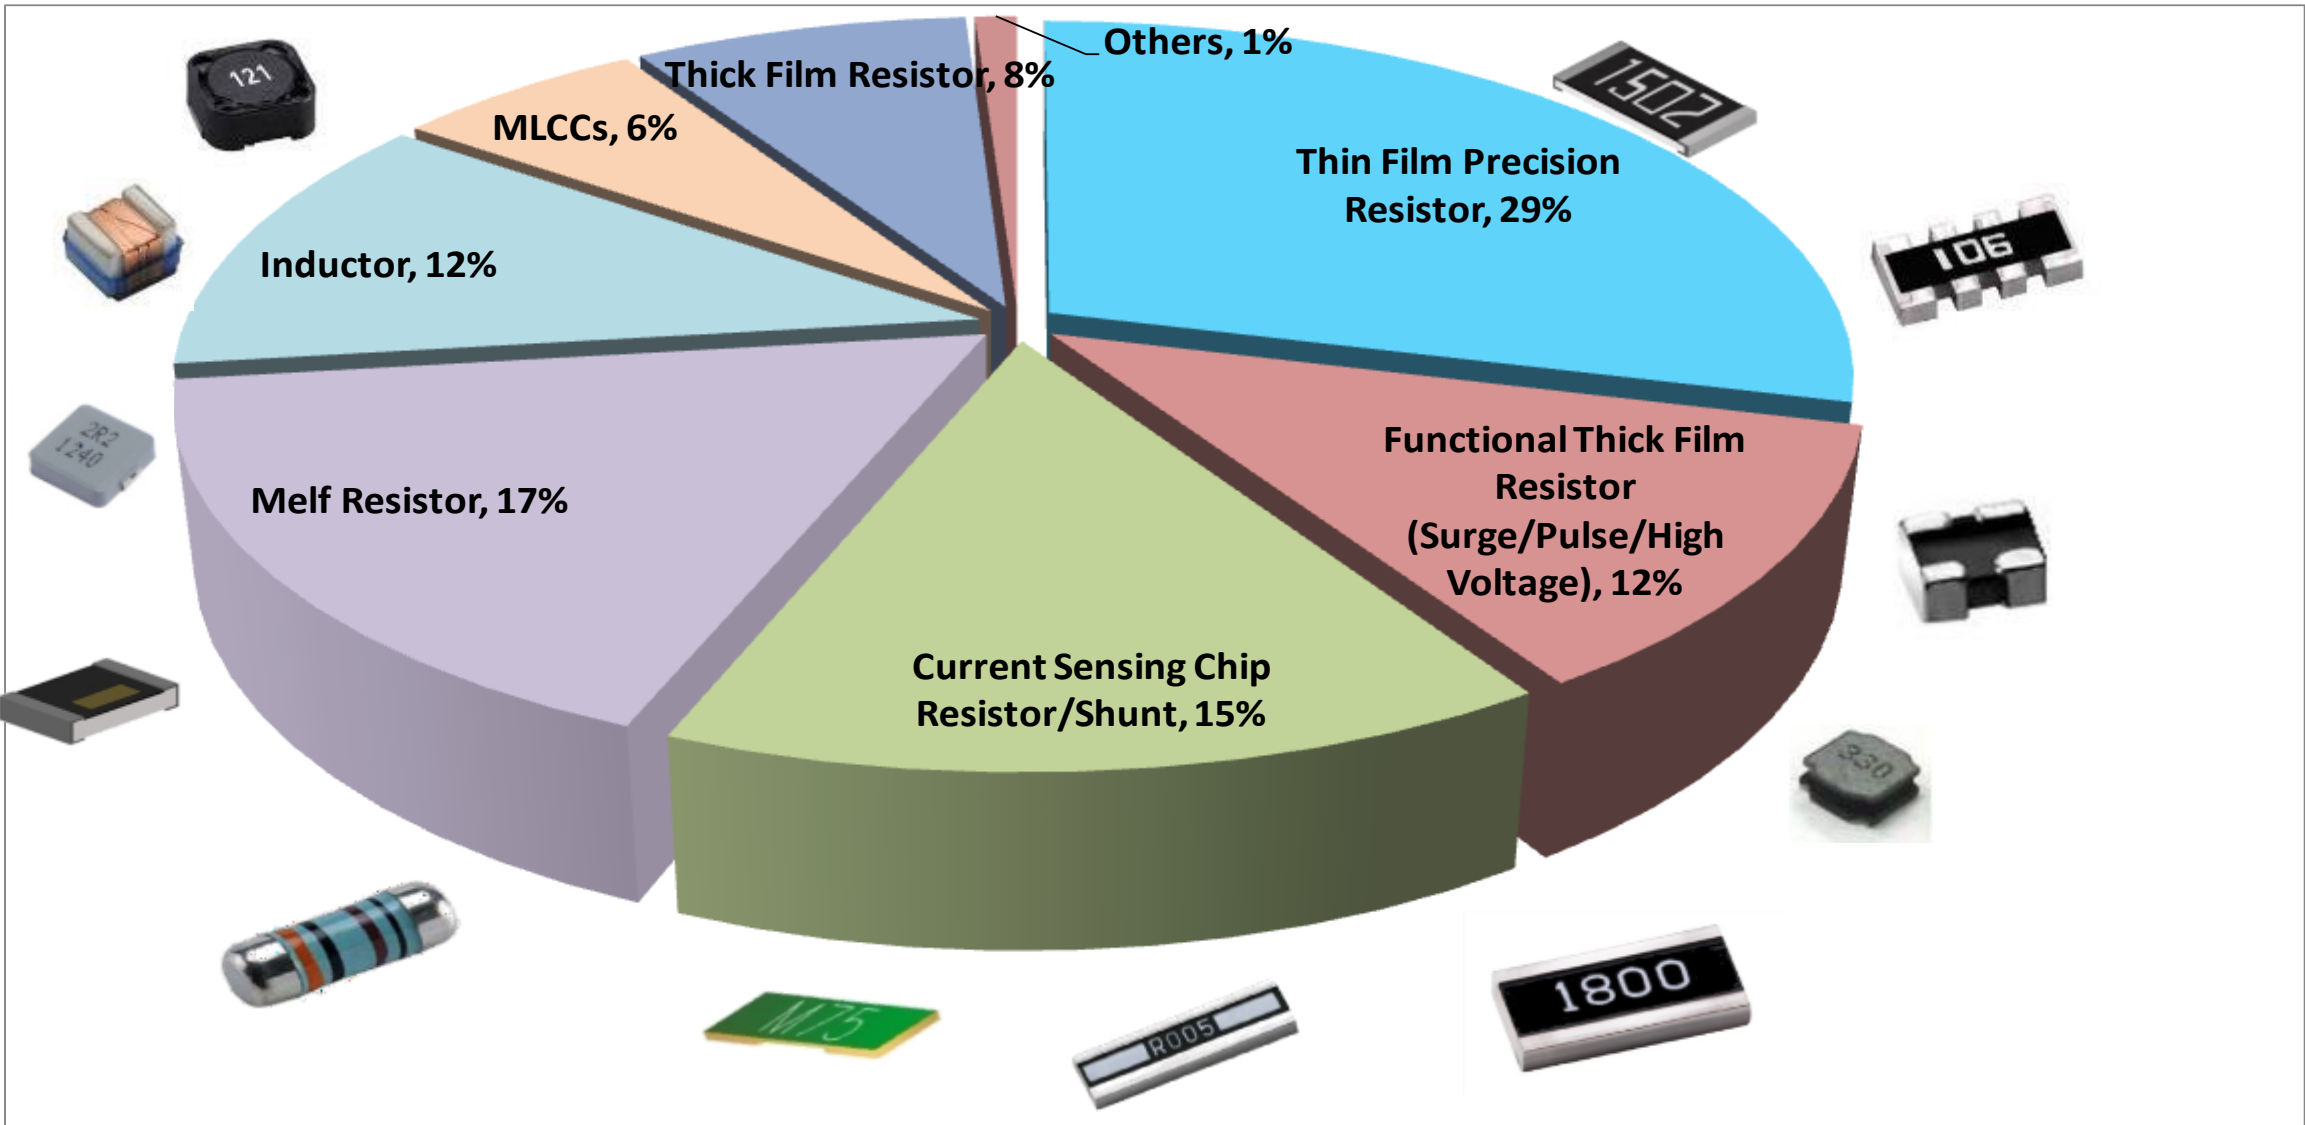 Others, 1%
Thick Film Resistor, 8%
MLCCs, 6%
Inductor, 12%
Melf Resistor, 17%
Thin Film Precision
Resistor, 29%
Functional Thick Film
Resistor
(Surge/Pulse/High
Voltage), 12%
Current Sensing Chip
Resistor/Shunt, 15%
121
1502
106
2R2
1240
330
1800
M75
R005